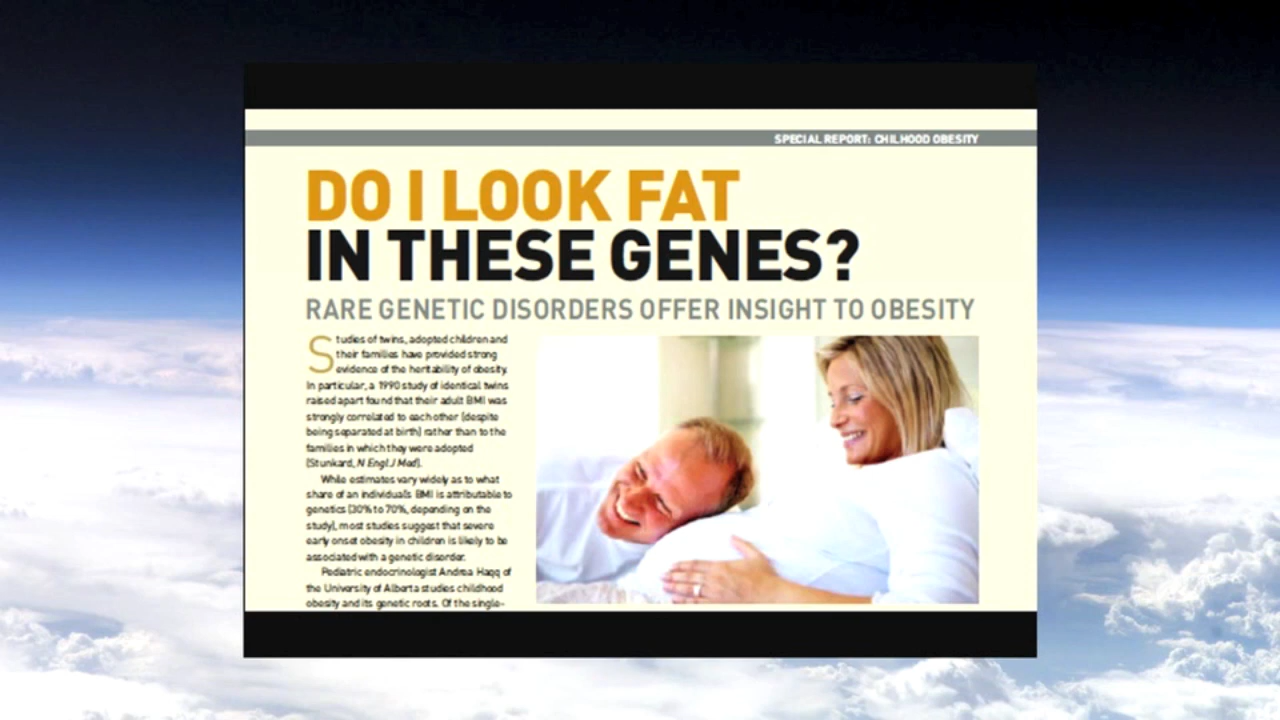 SPECIAL REPORT: CHILHOOD OBESITY
DO I LOOK FAT
IN THESE GENES?
RARE GENETIC DISORDERS OFFER INSIGHT TO OBESITY
Studies of twins, adopted children and
their families have provided strong
evidence of the heritability of obesity.
In particular, a 1990 study of identical twins
raised apart found that their adult BMI was
strongly correlated to each other (despite
being separated at birth) rather than to the
families in which they were adopted
(Stunkard, N Engl J Med).
While estimates vary widely as to what
share of an individual's BMI is attributable to
genetics (30% to 70%, depending on the
study), most studies suggest that severe
early onset obesity in children is likely to be
associated with a genetic disorder.
Pediatric endocrinologist Andrea Haqq of
the University of Alberta studies childhood
obesity and its genetic roots. Of the single-